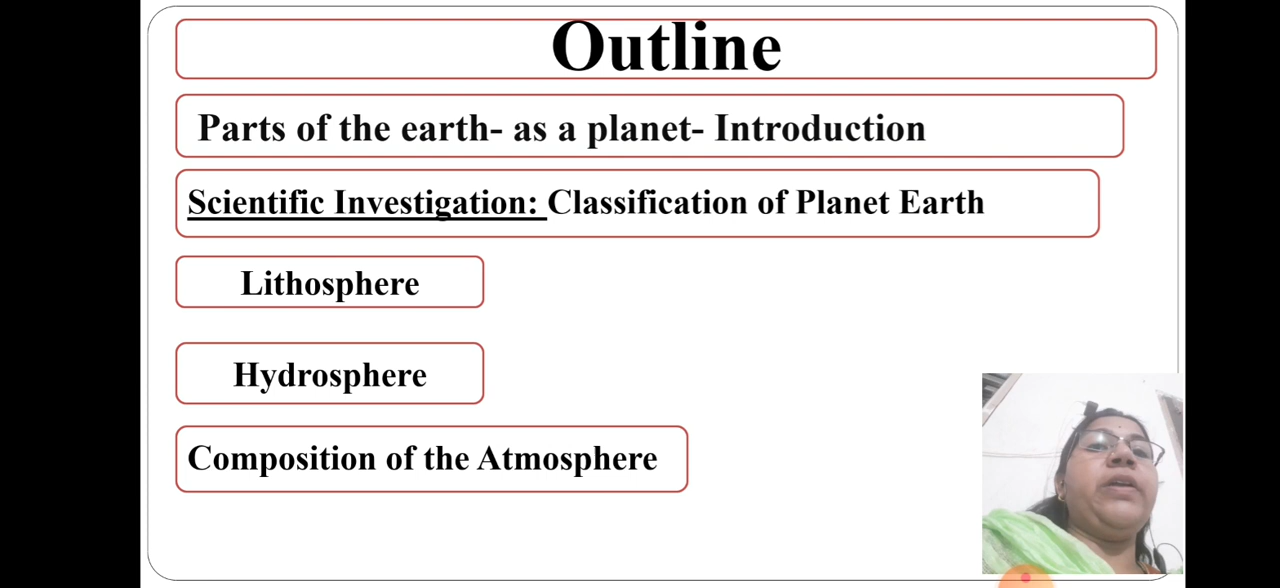 Outline
Parts of the earth- as a planet- Introduction
Scientific Investigation: Classification of Planet Earth
Lithosphere
Hydrosphere
Composition of the Atmosphere